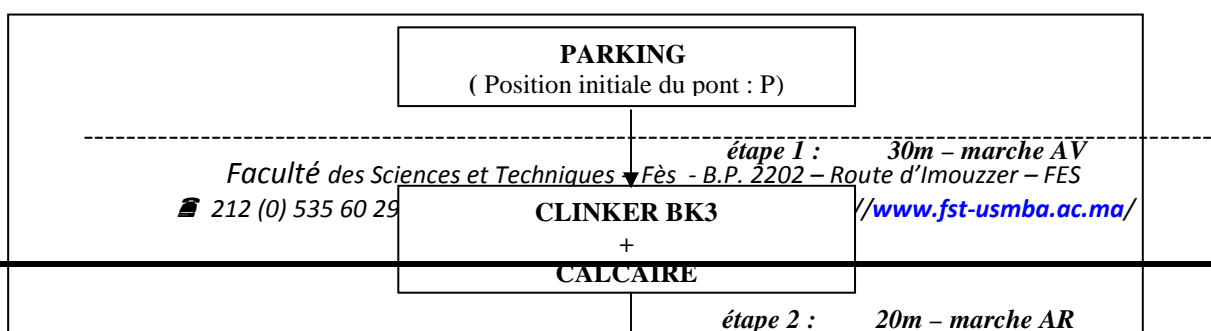 PARKING
( Position initiale du pont : P)
étape 1 : 30m – marche AV
Faculté des Sciences et Techniques - Fès - B.P. 2202 – Route d'Imouzzer – FES
☎ 212 (0) 535 60 29 //www.fst-usmba.ac.ma/
CLINKER BK3
+
CALCAIRE
étape 2 : 20m – marche AR